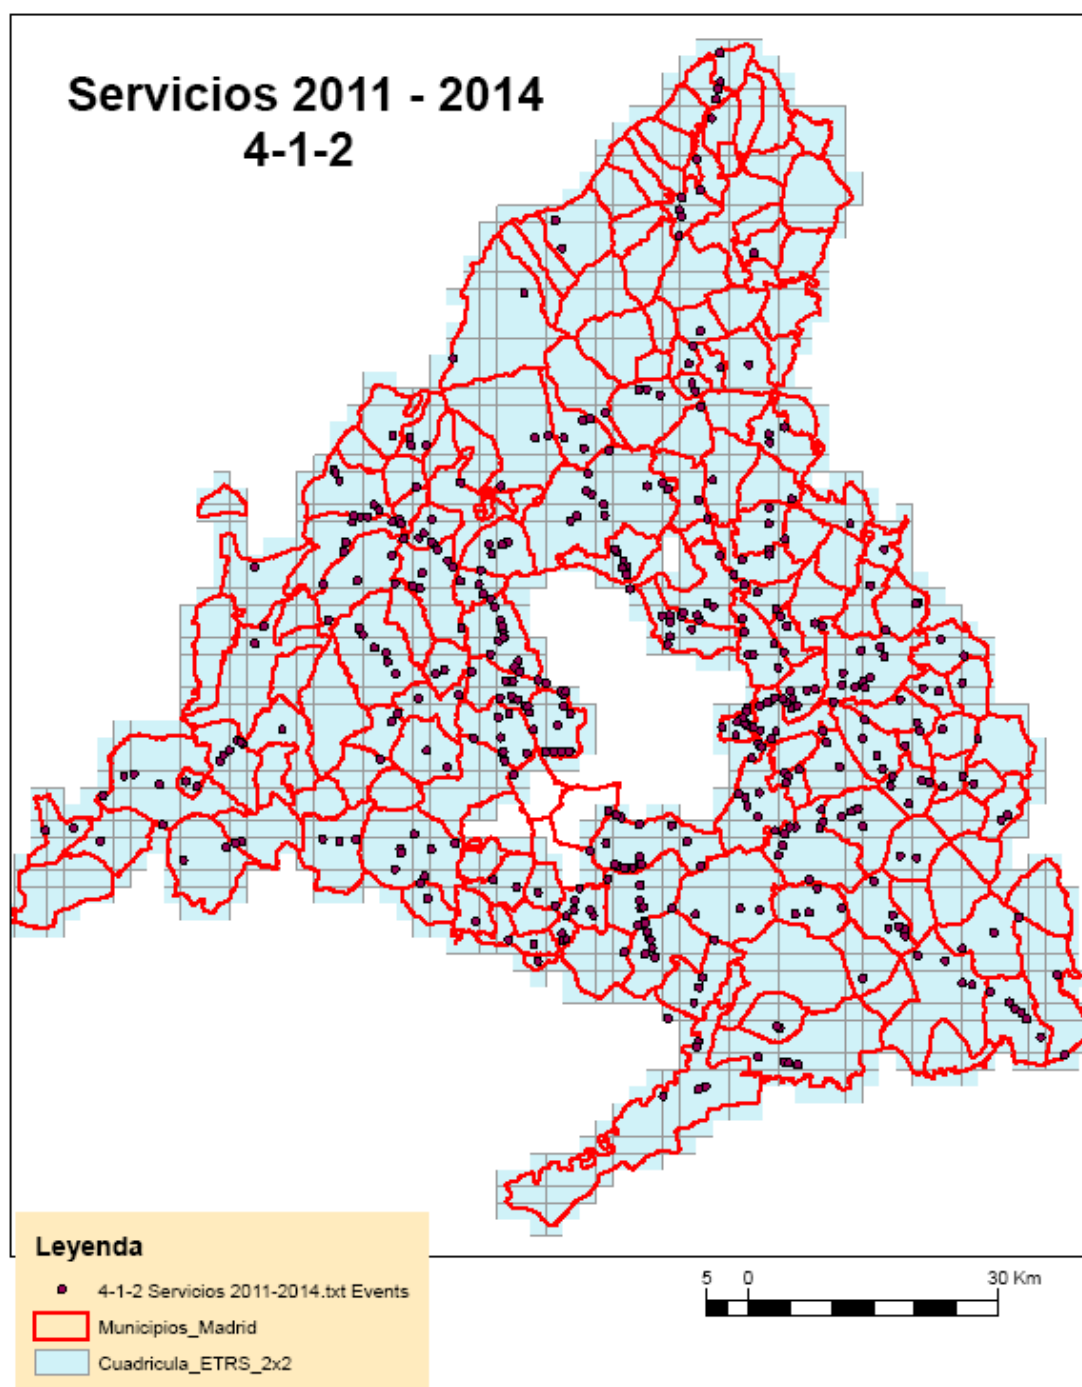 Servicios 2011 - 2014
4-1-2
Leyenda
4-1-2 Servicios 2011-2014.txt Events
Municipios_Madrid
Cuadricula_ETRS_2x2
5 0 30 Km